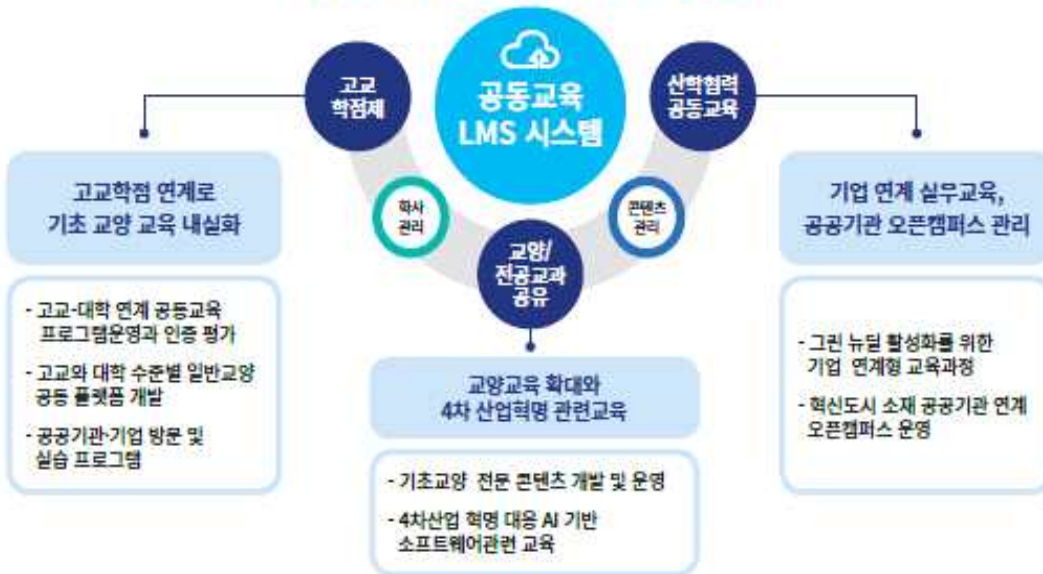 공동교육
LMS 시스템
고교
학점제
산학협력
공동교육
학사
관리
콘텐츠
관리
교양/
전공교과
공유
고교학점 연계로
기초 교양 교육 내실화
- 고교-대학 연계 공동교육
프로그램운영과 인증 평가
- 고교와 대학 수준별 일반교양
공동 플랫폼 개발
- 공공기관·기업 방문 및
실습 프로그램
교양교육 확대와
4차 산업혁명 관련교육
- 기초교양 전문 콘텐츠 개발 및 운영
- 4차산업 혁명 대응 AI 기반
소프트웨어관련 교육
기업 연계 실무교육,
공공기관 오픈캠퍼스 관리
- 그린 뉴딜 활성화를 위한
기업 연계형 교육과정
- 혁신도시 소재 공공기관 연계
오픈캠퍼스 운영